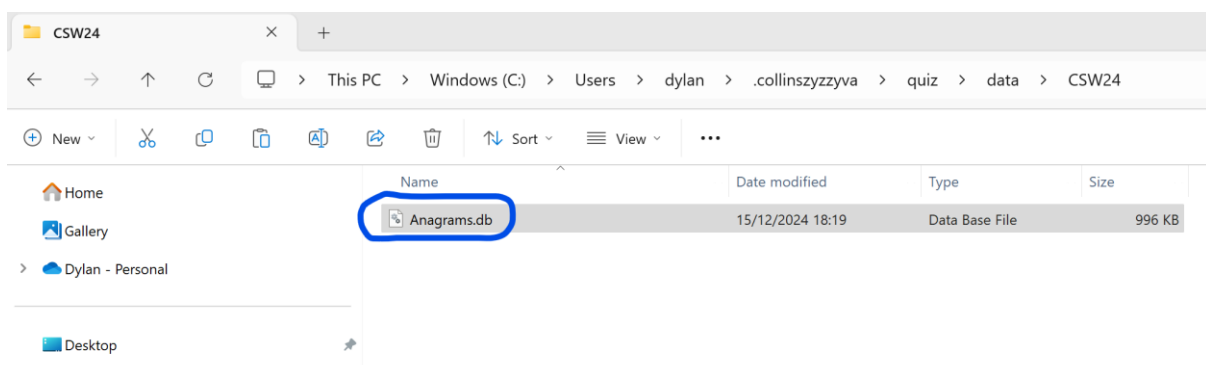 CSW24
This PC > Windows (C:) > Users > dylan > .collinszyzzyva > quiz > data > CSW24
New Sort View
Name Date modified Type Size
Anagrams.db 15/12/2024 18:19 Data Base File 996 KB
Home
Gallery
Dylan - Personal
Desktop